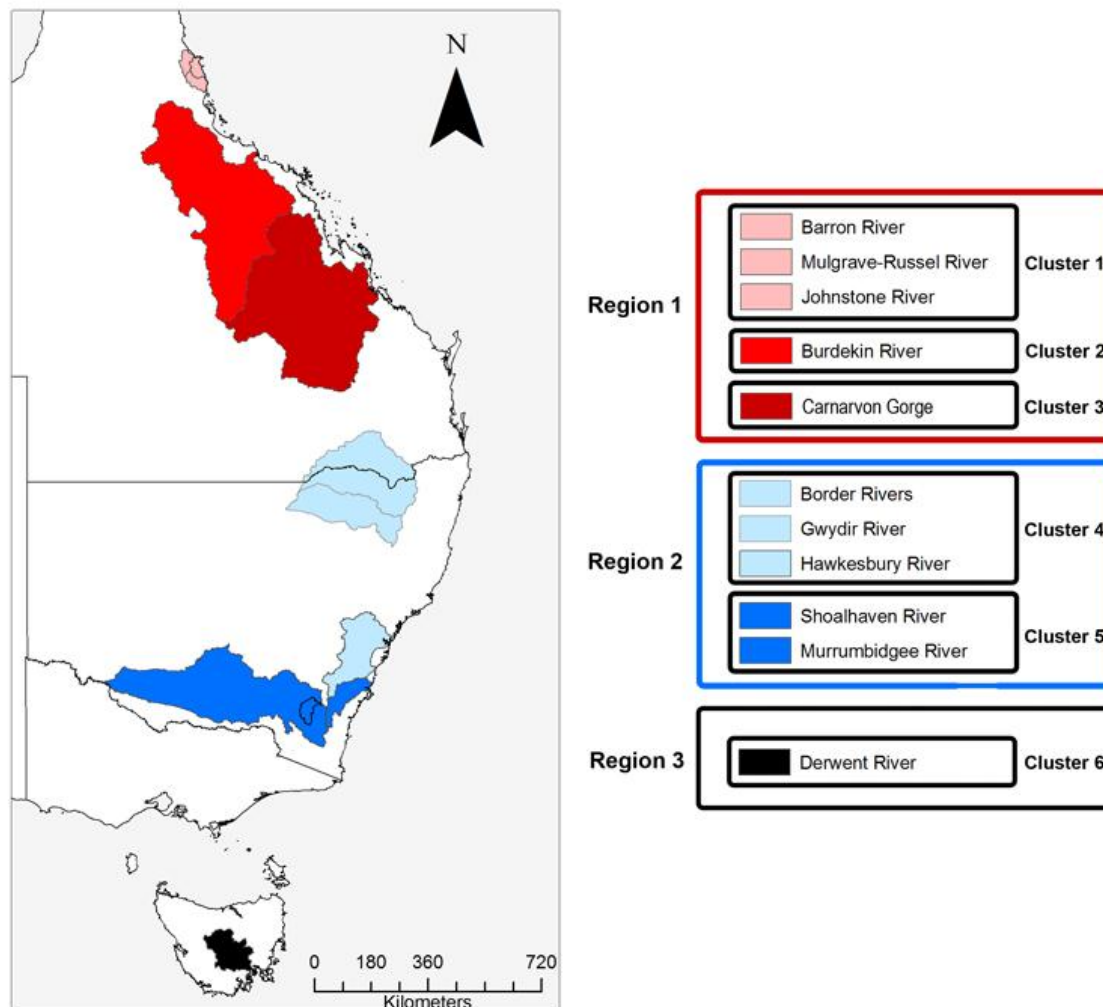 N
0 180 360 720
Kilometers
Region 1
Barron River
Mulgrave-Russel River
Johnstone River
Cluster 1
Burdekin River
Cluster 2
Carnarvon Gorge
Cluster 3
Region 2
Border Rivers
Gwydir River
Hawkesbury River
Cluster 4
Shoalhaven River
Murrumbidgee River
Cluster 5
Region 3
Derwent River
Cluster 6